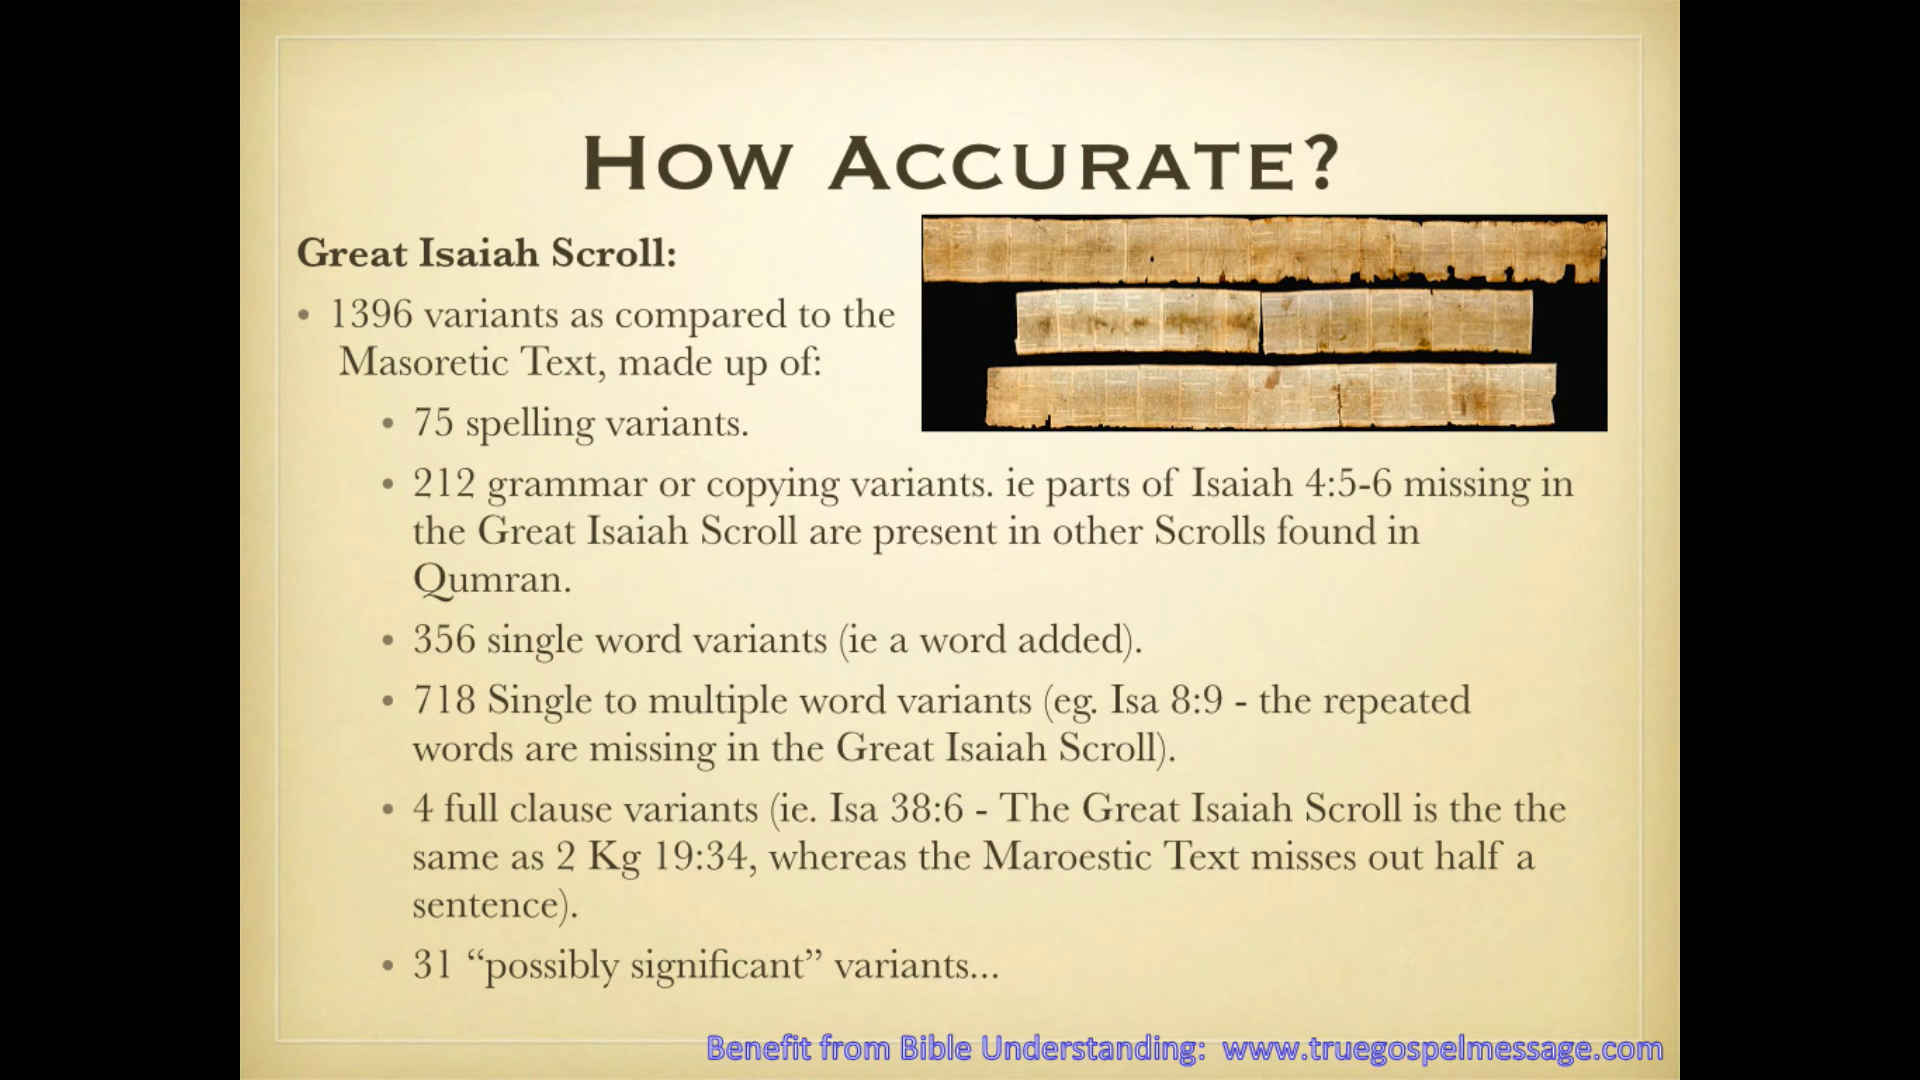 How Accurate?
Great Isaiah Scroll:
• 1396 variants as compared to the
Masoretic Text, made up of:
• 75 spelling variants.
• 212 grammar or copying variants. ie parts of Isaiah 4:5-6 missing in
the Great Isaiah Scroll are present in other Scrolls found in
Qumran.
• 356 single word variants (ie a word added).
• 718 Single to multiple word variants (eg. Isa 8:9 - the repeated
words are missing in the Great Isaiah Scroll).
• 4 full clause variants (ie. Isa 38:6 - The Great Isaiah Scroll is the the
same as 2 Kg 19:34, whereas the Maroestic Text misses out half a
sentence).
• 31 “possibly significant” variants...
Benefit from Bible Understanding: www.truegospelmessage.com